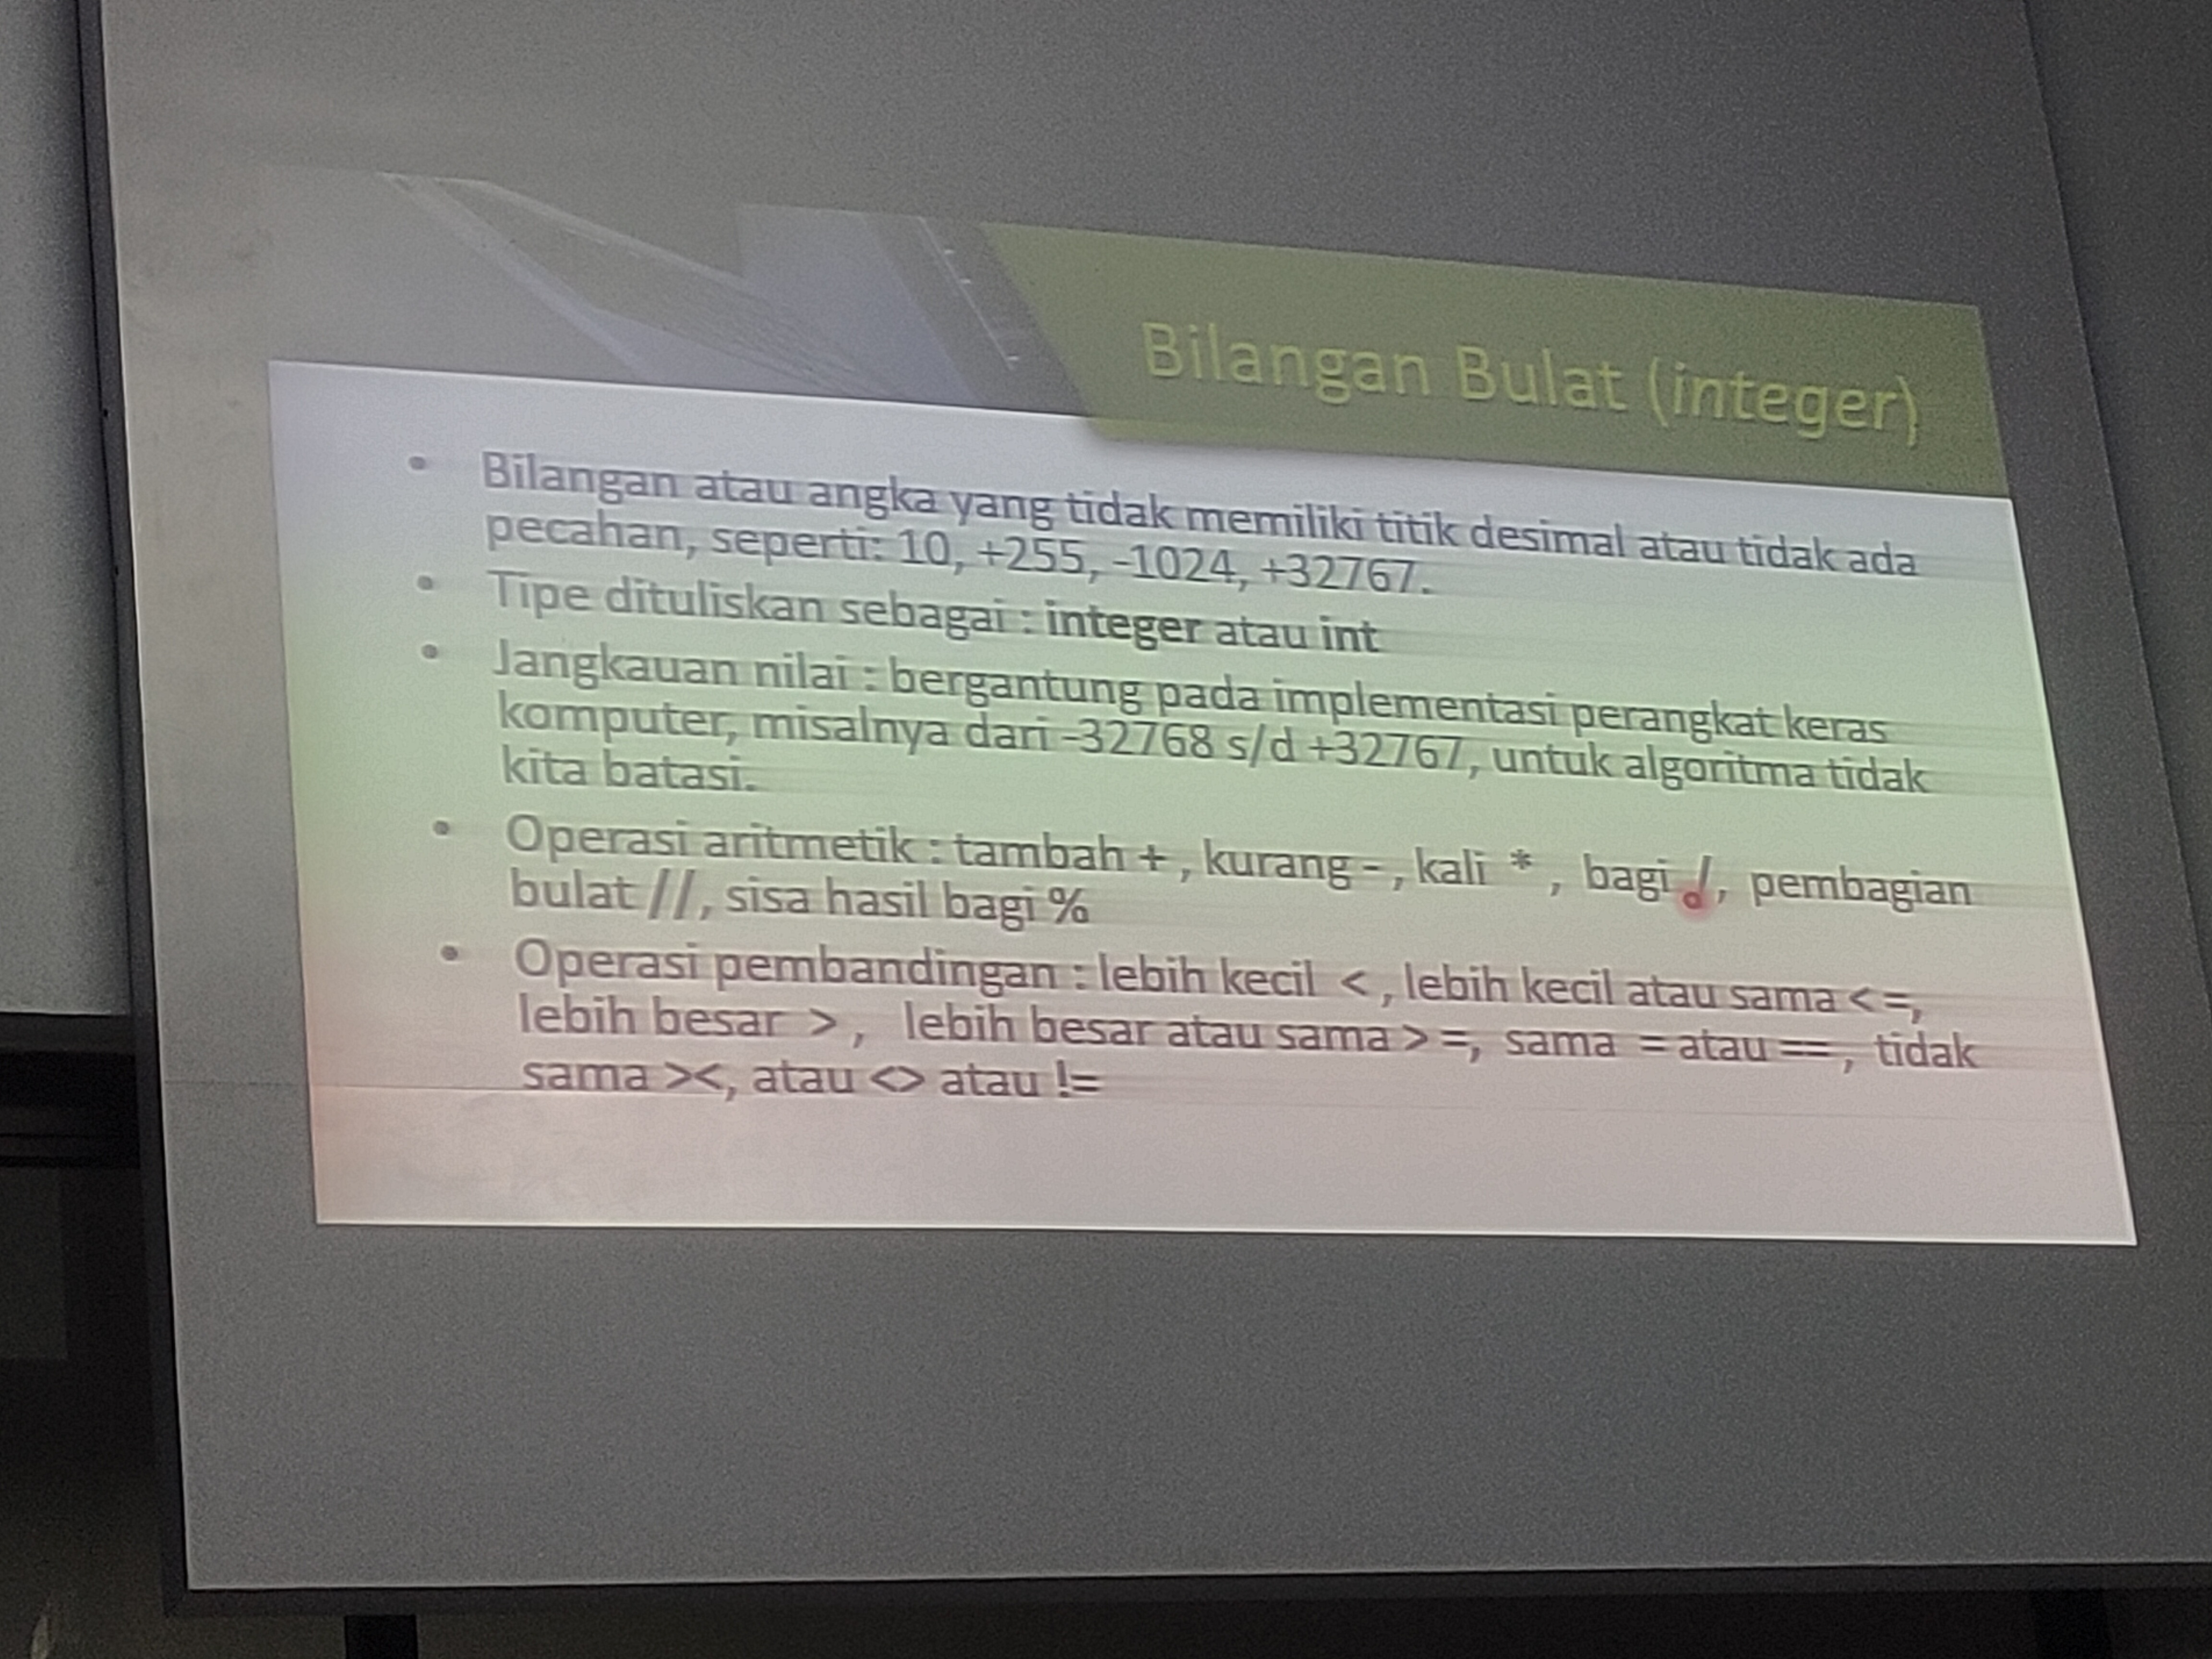 Bilangan Bulat (integer)
• Bilangan atau angka yang tidak memiliki titik desimal atau tidak ada
pecahan, seperti: 10, +255, -1024, +32767.
• Tipe dituliskan sebagai : integer atau int
• Jangkauan nilai : bergantung pada implementasi perangkat keras
komputer, misalnya dari -32768 s/d +32767, untuk algoritma tidak
kita batasi.
• Operasi aritmetik : tambah + , kurang - , kali * , bagi /, pembagian
bulat //, sisa hasil bagi %
• Operasi pembandingan : lebih kecil < , lebih kecil atau sama < =,
lebih besar > , lebih besar atau sama > =, sama = atau == , tidak
sama ><, atau <> atau !=